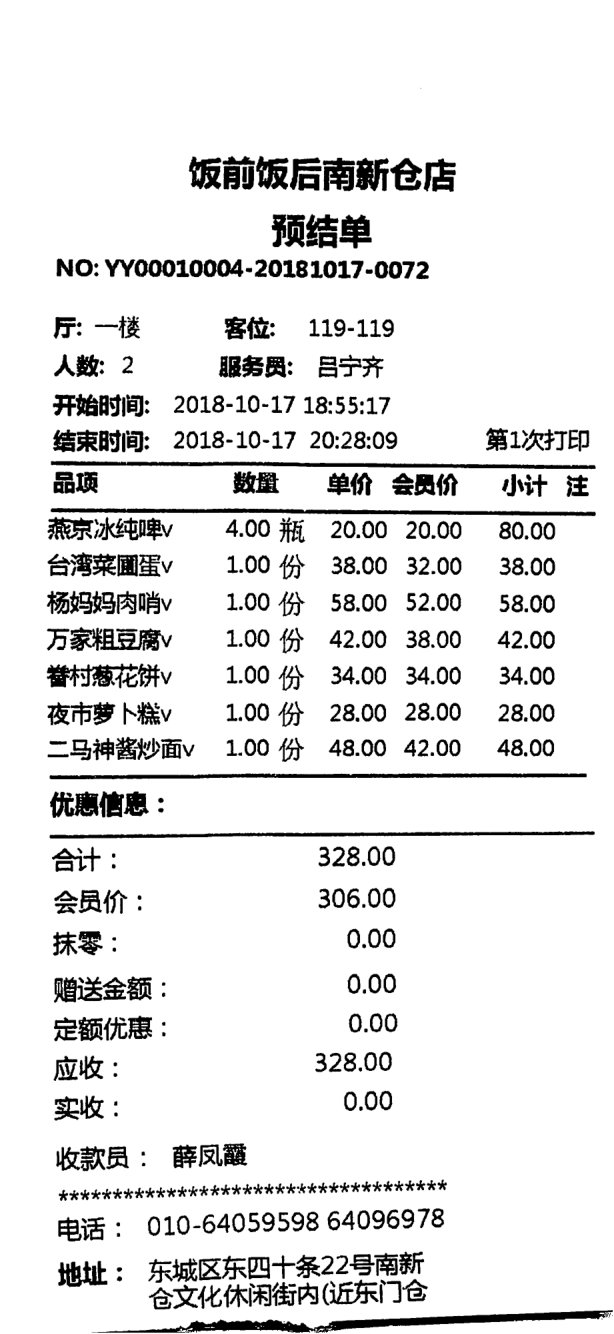 饭前饭后南新仓店
预结单
NO: YY00010004-20181017-0072
厅: 一楼 客位: 119-119
人数: 2 服务员: 吕宁齐
开始时间: 2018-10-17 18:55:17
结束时间: 2018-10-17 20:28:09 第1次打印
品项 数量 单价 会员价 小计 注
燕京冰纯啤v 4.00 瓶 20.00 20.00 80.00
台湾菜圃蛋v 1.00 份 38.00 32.00 38.00
杨妈妈肉哨v 1.00 份 58.00 52.00 58.00
万家粗豆腐v 1.00 份 42.00 38.00 42.00
眷村葱花饼v 1.00 份 34.00 34.00 34.00
夜市萝卜糕v 1.00 份 28.00 28.00 28.00
二马神酱炒面v 1.00 份 48.00 42.00 48.00
优惠信息：
合计： 328.00
会员价： 306.00
抹零： 0.00
赠送金额： 0.00
定额优惠： 0.00
应收： 328.00
实收： 0.00
收款员： 薛凤霞
************************************
电话： 010-64059598 64096978
地址： 东城区东四十条22号南新
仓文化休闲街内(近东门仓